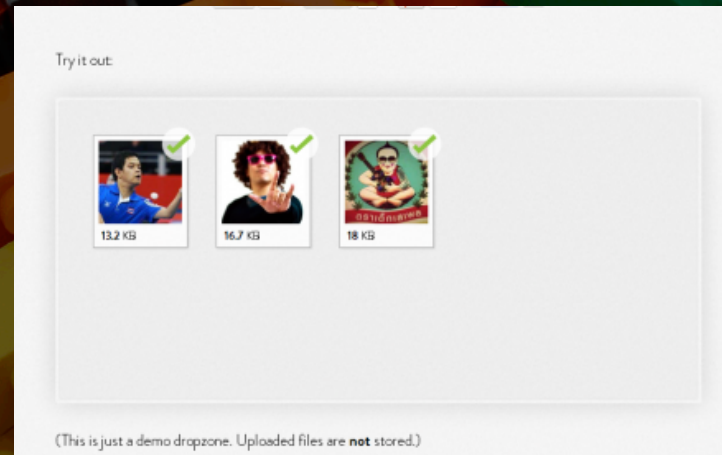 Try it out:
13.2 KB
16.7 KB
18 KB
(This is just a demo dropzone. Uploaded files are not stored.)